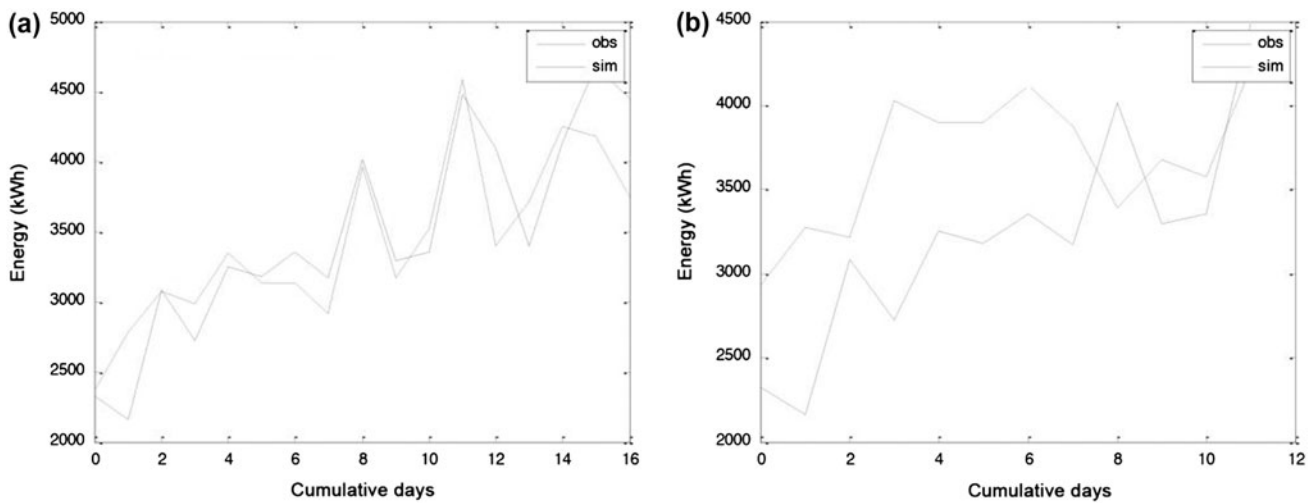 (a)
5000
4500
4000
3500
3000
2500
2000
Energy (kWh)
obs
sim
0 2 4 6 8 10 12 14 16
Cumulative days
(b)
4500
4000
3500
3000
2500
2000
Energy (kWh)
obs
sim
0 2 4 6 8 10 12
Cumulative days